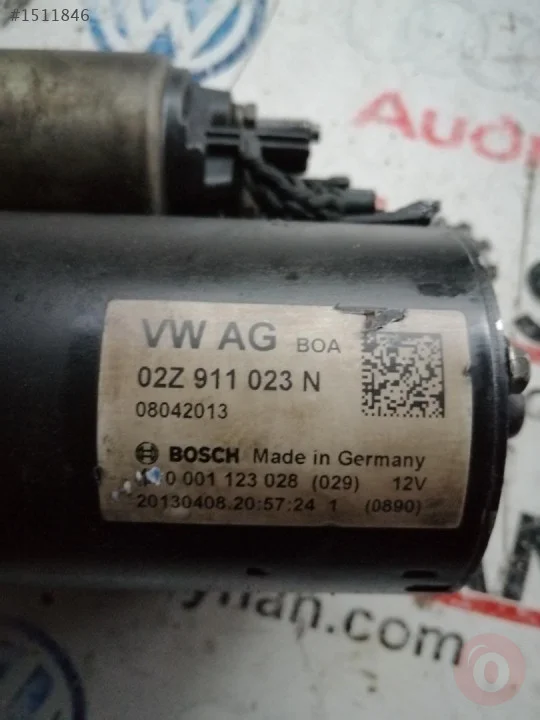 #1511846
Audi
VW AG BOA
02Z 911 023 N
08042013
BOSCH Made in Germany
0 001 123 028 (029) 12V
20130408.20:57:24 1 (0890)
.com